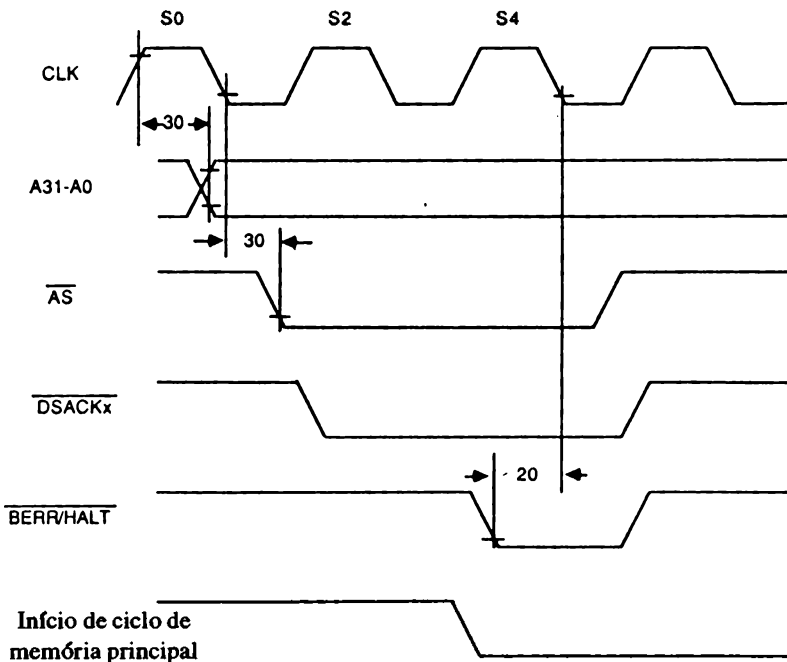 S0 S2 S4
CLK
30
A31-A0
30
AS
DSACKx
20
BERR/HALT
Início de ciclo de
memória principal